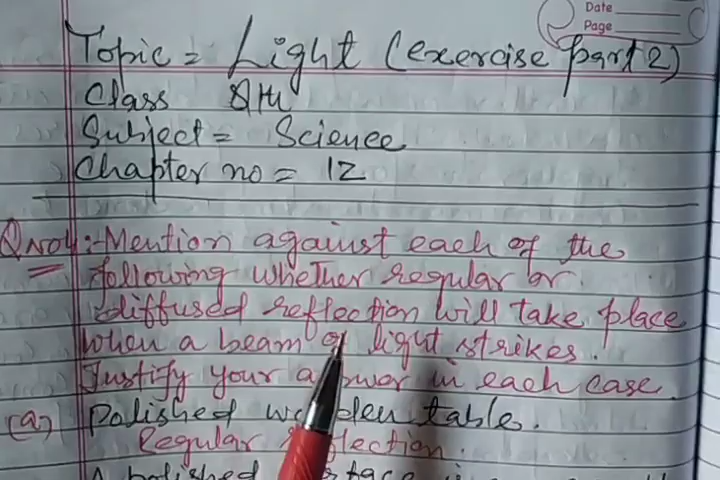 Date
Page
Topic = Light (exercise part 2)
Class 8th
Subject = Science
Chapter no = 12
Q No4:- Mention against each of the
following whether regular or
diffused reflection will take place
when a beam of light strikes.
Justify your answer in each case.
(a) Polished wooden table.
Regular reflection.
A polished